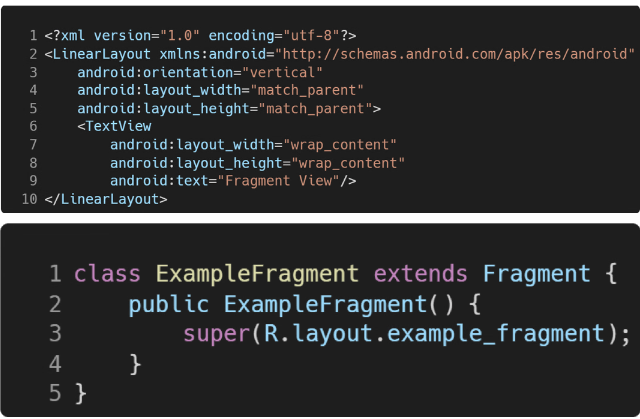 1 <?xml version="1.0" encoding="utf-8"?>
2 <LinearLayout xmlns:android="http://schemas.android.com/apk/res/android"
3     android:orientation="vertical"
4     android:layout_width="match_parent"
5     android:layout_height="match_parent">
6     <TextView
7         android:layout_width="wrap_content"
8         android:layout_height="wrap_content"
9         android:text="Fragment View"/>
10 </LinearLayout>
1 class ExampleFragment extends Fragment {
2     public ExampleFragment() {
3         super(R.layout.example_fragment);
4     }
5 }